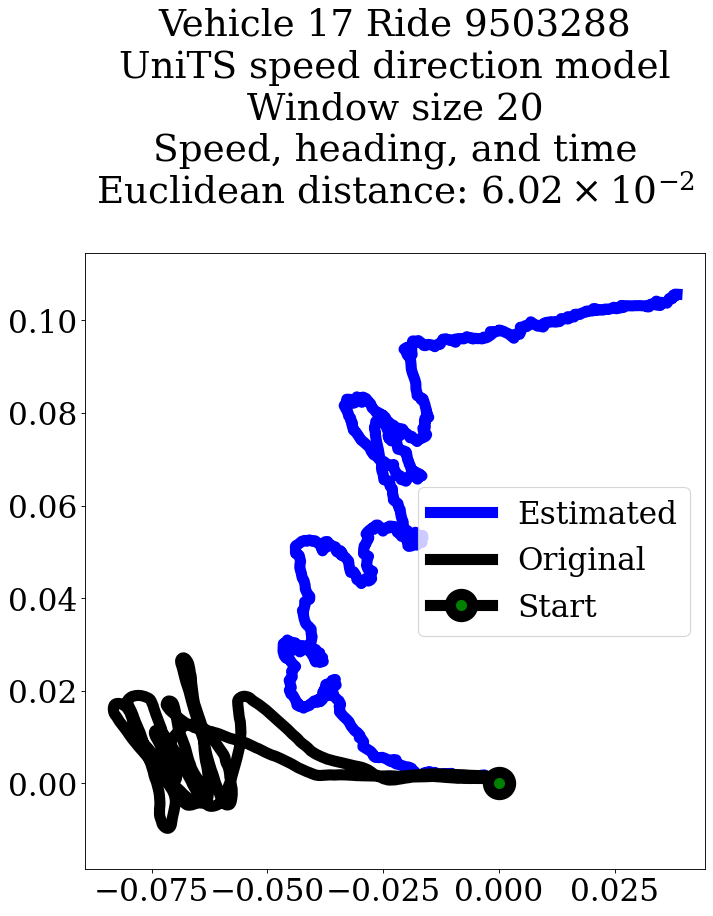 Vehicle 17 Ride 9503288
UniTS speed direction model
Window size 20
Speed, heading, and time
Euclidean distance: $6.02 \times 10^{-2}$
0.10
0.08
0.06
0.04
0.02
0.00
Estimated
Original
Start
−0.075 −0.050 −0.025 0.000 0.025